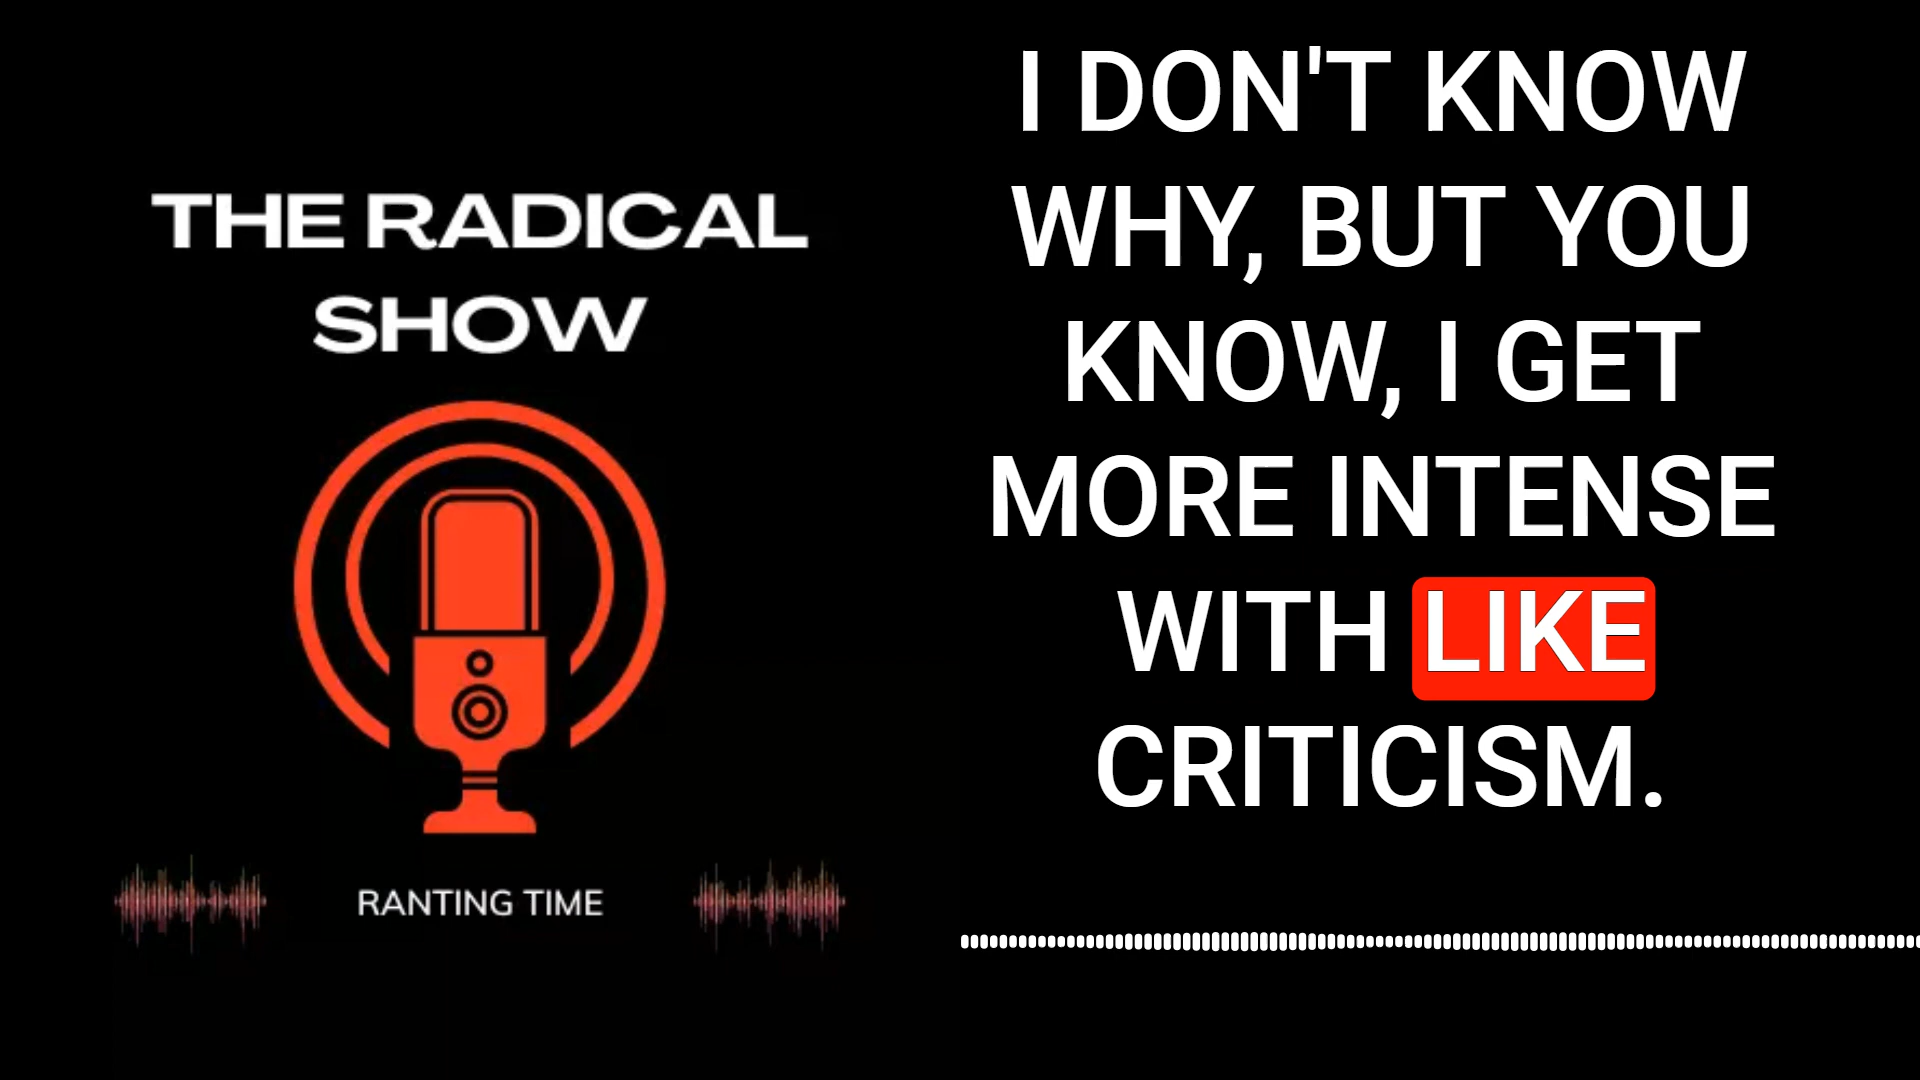 THE RADICAL
SHOW
RANTING TIME
I DON'T KNOW
WHY, BUT YOU
KNOW, I GET
MORE INTENSE
WITH LIKE
CRITICISM.